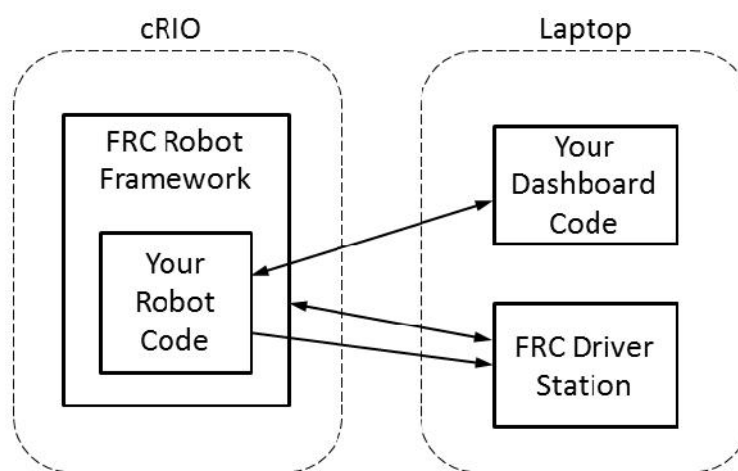 cRIO
FRC Robot
Framework
Your
Robot
Code
Laptop
Your
Dashboard
Code
FRC Driver
Station